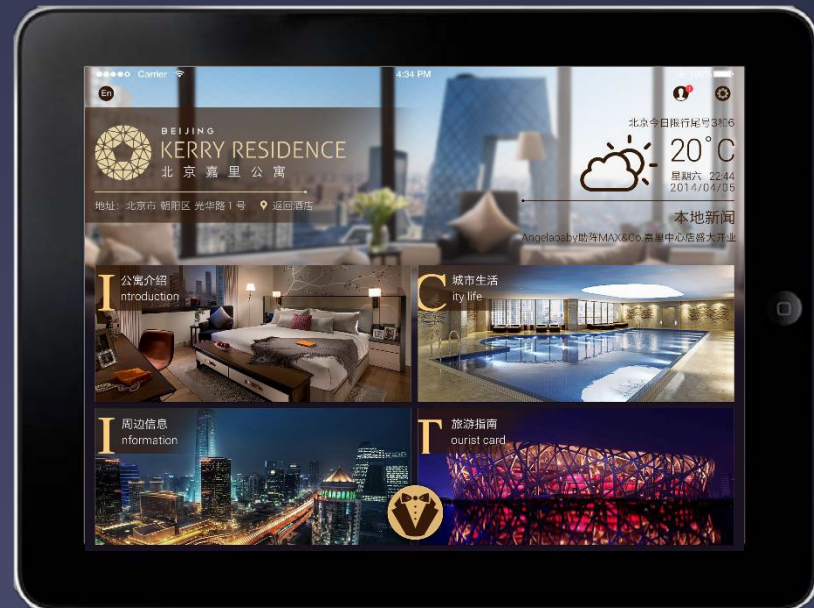 Carrier
4:34 PM
100%
En
BEIJING
KERRY RESIDENCE
北京嘉里公寓
地址：北京市 朝阳区 光华路1号 返回酒店
北京今日限行尾号3和6
20°C
星期六 22:44
2014/04/05
本地新闻
Angelababy助阵MAX&Co.嘉里中心店盛大开业
公寓介绍
Introduction
城市生活
City life
周边信息
Information
旅游指南
Tourist card